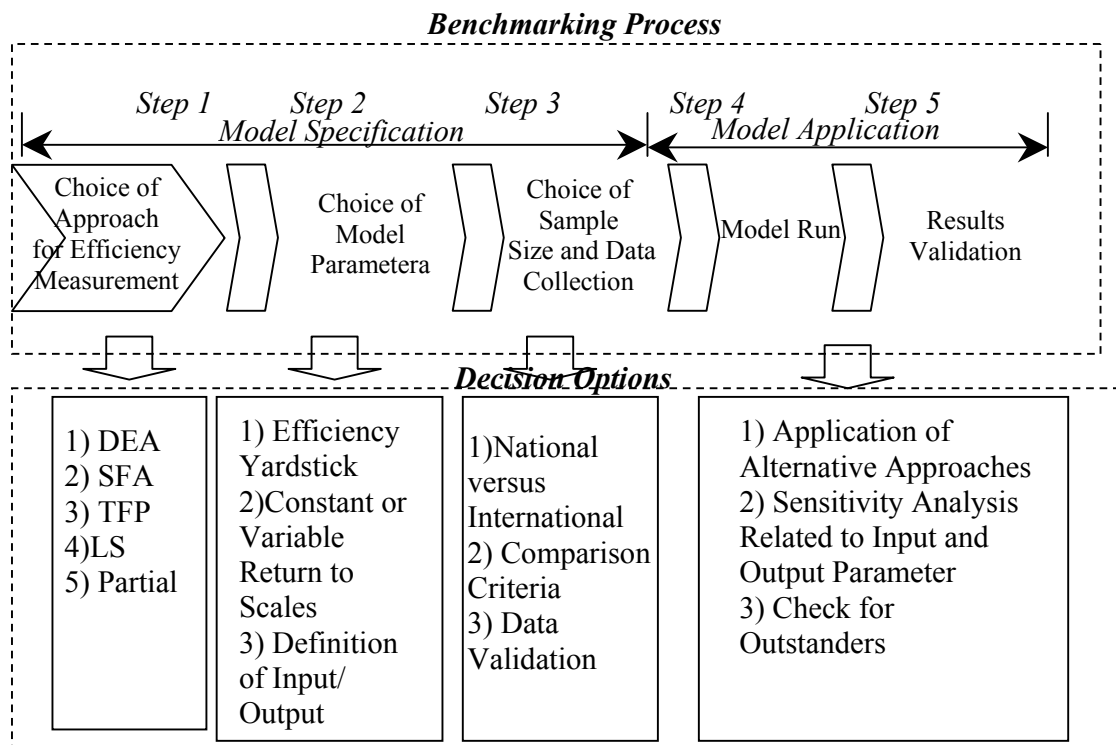 Benchmarking Process
Step 1
Step 2
Step 3
Step 4
Step 5
Model Specification
Model Application
Choice of
Approach
for Efficiency
Measurement
Choice of
Model
Parametera
Choice of
Sample
Size and Data
Collection
Model Run
Results
Validation
Decision Options
1) DEA
2) SFA
3) TFP
4)LS
5) Partial
1) Efficiency
Yardstick
2)Constant or
Variable
Return to
Scales
3) Definition
of Input/
Output
1)National
versus
International
2) Comparison
Criteria
3) Data
Validation
1) Application of
Alternative Approaches
2) Sensitivity Analysis
Related to Input and
Output Parameter
3) Check for
Outstanders